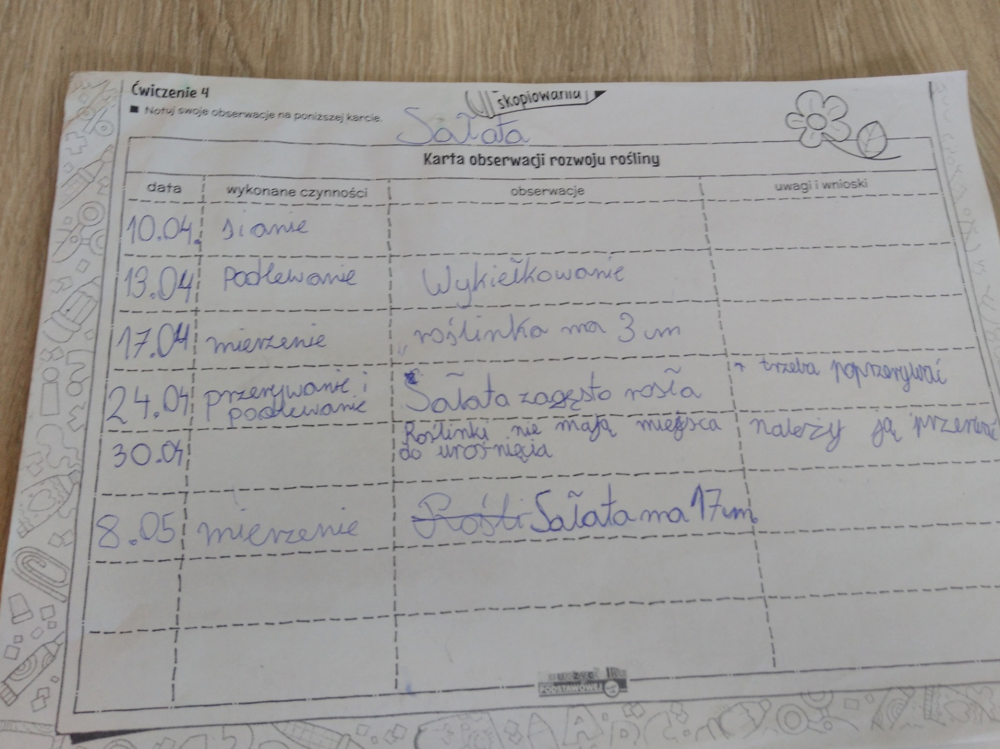 Ćwiczenie 4
skopiowania
Notuj swoje obserwacje na poniższej karcie.
Sałata
Karta obserwacji rozwoju rośliny
data wykonane czynności obserwacje uwagi i wnioski
10.04. sianie
13.04 podlewanie Wykiełkowanie
17.04 mierzenie roślinka ma 3 cm
24.04 przerywanie i podlewanie Sałata zagęsto rosła trzeba poprzerywać
30.04 Roślinki nie mają miejsca należy ją przerwać
do urośnięcia
8.05 mierzenie Rośli Sałata ma 17 cm.
PODSTAWOWEJ